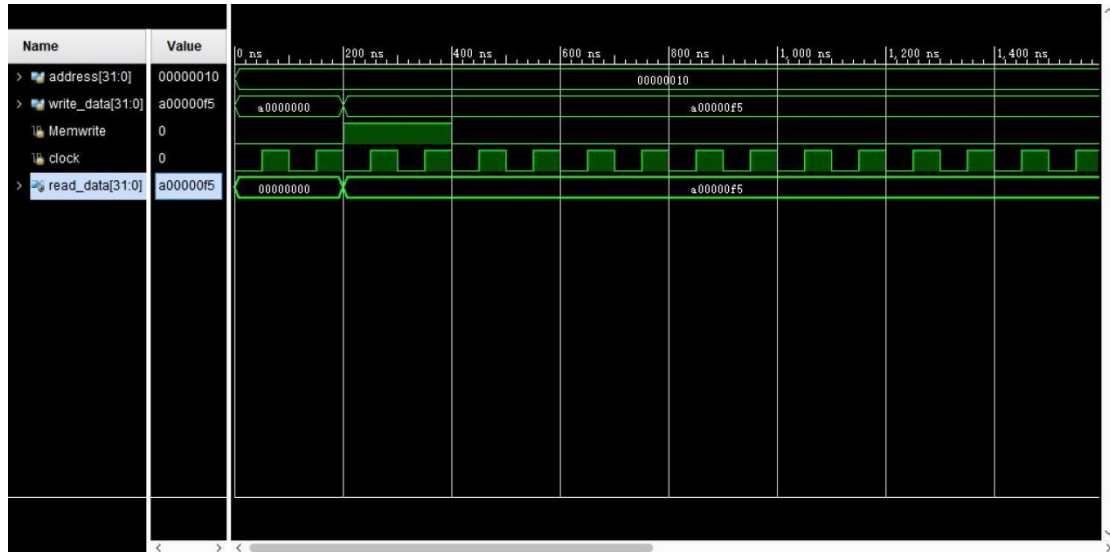 Name Value
0 ns 200 ns 400 ns 600 ns 800 ns 1,000 ns 1,200 ns 1,400 ns
address[31:0] 00000010 00000010
write_data[31:0] a00000f5 a0000000 a00000f5
Memwrite 0
clock 0
read_data[31:0] a00000f5 00000000 a00000f5